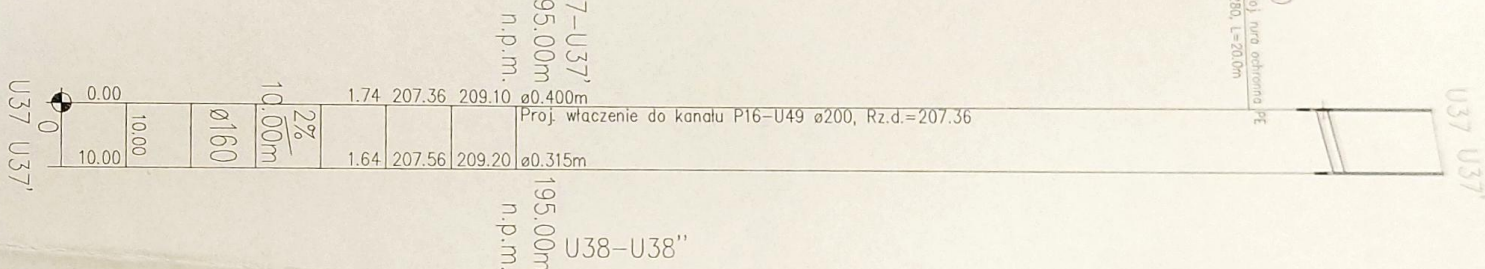 7-U37'
95.00m
n.p.m.
oj. rura ochronna PE
80, L=20.0m
U37 U37'
0.00
1.74 207.36 209.10 ø0.400m
Proj. włączenie do kanału P16-U49 ø200, Rz.d.=207.36
10.00
ø160
2%
10.00m
0
10.00
1.64 207.56 209.20 ø0.315m
U37 U37'
195.00m
n.p.m.
U38-U38"